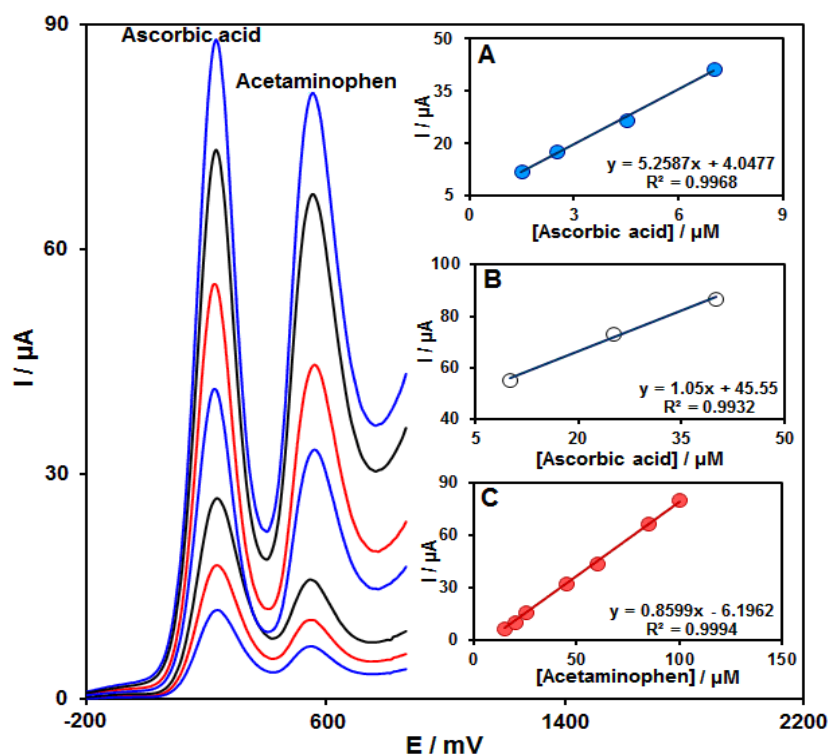 90
60
30
0
-200
600
1400
2200
I / µA
E / mV
Ascorbic acid
Acetaminophen
A
50
35
20
5
0
3
6
9
I / µA
y = 5.2587x + 4.0477
R² = 0.9968
[Ascorbic acid] / µM
B
100
80
60
40
5
20
35
50
I / µA
y = 1.05x + 45.55
R² = 0.9932
[Ascorbic acid] / µM
C
90
60
30
0
0
50
100
150
I / µA
y = 0.8599x - 6.1962
R² = 0.9994
[Acetaminophen] / µM